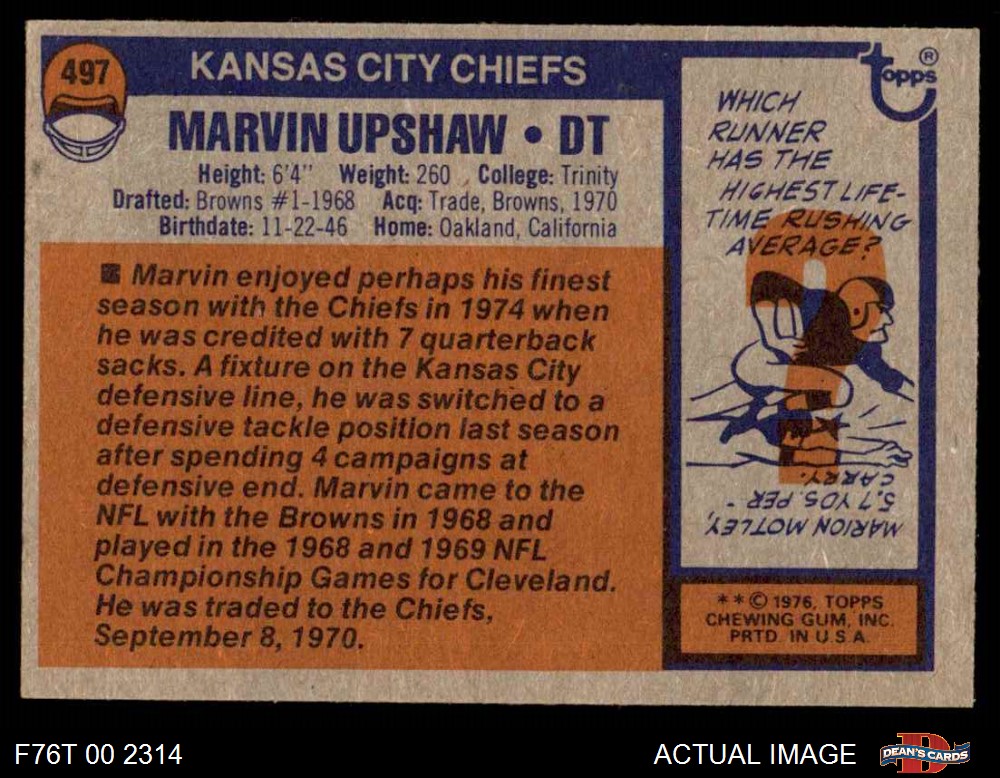 497
KANSAS CITY CHIEFS
MARVIN UPSHAW • DT
Height: 6'4" Weight: 260 College: Trinity
Drafted: Browns #1-1968 Acq: Trade, Browns, 1970
Birthdate: 11-22-46 Home: Oakland, California
Marvin enjoyed perhaps his finest
season with the Chiefs in 1974 when
he was credited with 7 quarterback
sacks. A fixture on the Kansas City
defensive line, he was switched to a
defensive tackle position last season
after spending 4 campaigns at
defensive end. Marvin came to the
NFL with the Browns in 1968 and
played in the 1968 and 1969 NFL
Championship Games for Cleveland.
He was traded to the Chiefs,
September 8, 1970.
Topps®
WHICH
RUNNER
HAS THE
HIGHEST LIFE-
TIME RUSHING
AVERAGE?
?
MARION MOTLEY,
5.7 YDS. PER -
CARRY.
**© 1976, TOPPS
CHEWING GUM, INC.
PRTD. IN U.S.A.
F76T 00 2314
ACTUAL IMAGE
D
DEAN'S CARDS